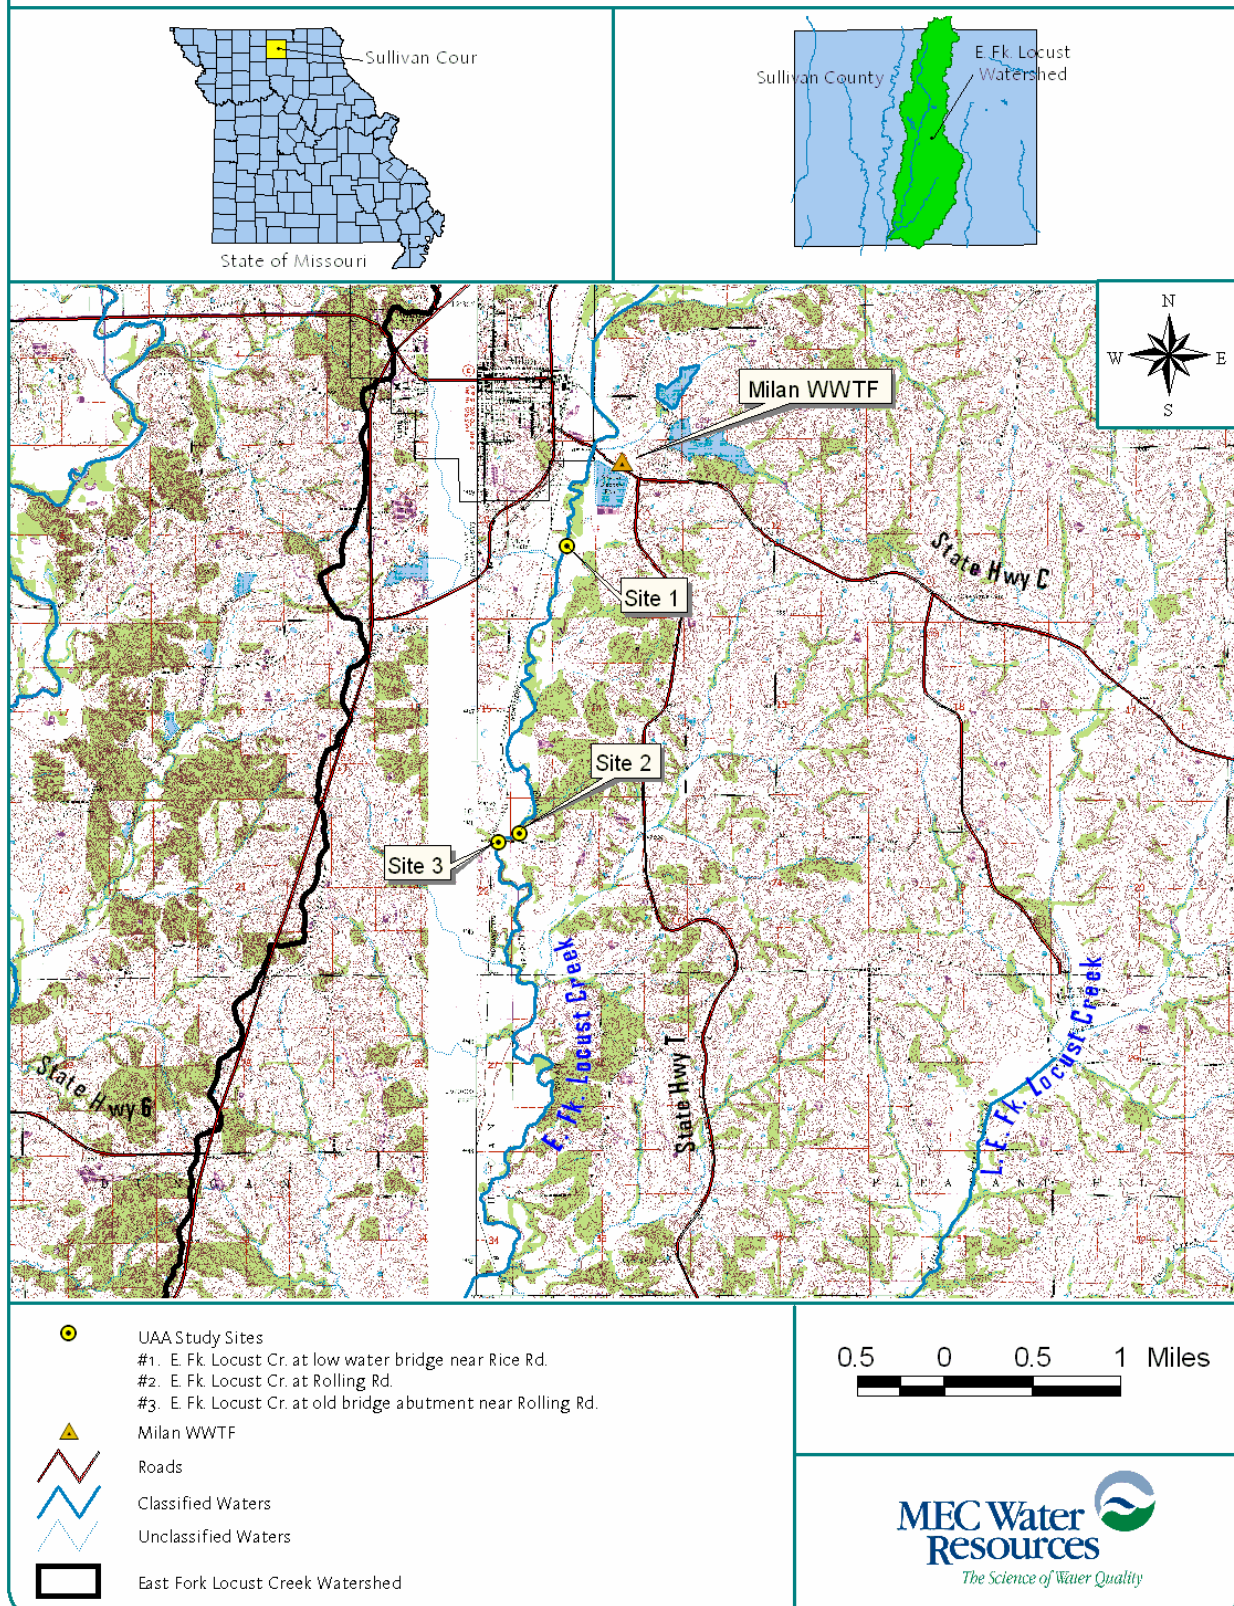 Sullivan Cour
State of Missouri
Sullivan County
E. Fk. Locust
Watershed
N
W
E
S
Milan WWTF
Site 1
State Hwy C
Site 2
Site 3
E. Fk. Locust Creek
State Hwy T
L. E. Fk. Locust Creek
State Hwy 6
UAA Study Sites
#1. E. Fk. Locust Cr. at low water bridge near Rice Rd.
#2. E. Fk. Locust Cr. at Rolling Rd.
#3. E. Fk. Locust Cr. at old bridge abutment near Rolling Rd.
Milan WWTF
Roads
Classified Waters
Unclassified Waters
East Fork Locust Creek Watershed
0.5 0 0.5 1 Miles
MEC Water
Resources
The Science of Water Quality